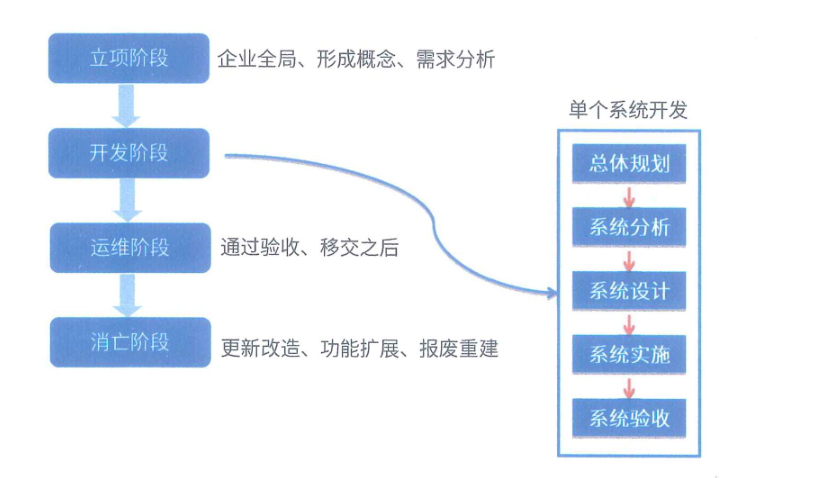 立项阶段
企业全局、形成概念、需求分析
开发阶段
运维阶段
通过验收、移交之后
消亡阶段
更新改造、功能扩展、报废重建
单个系统开发
总体规划
系统分析
系统设计
系统实施
系统验收